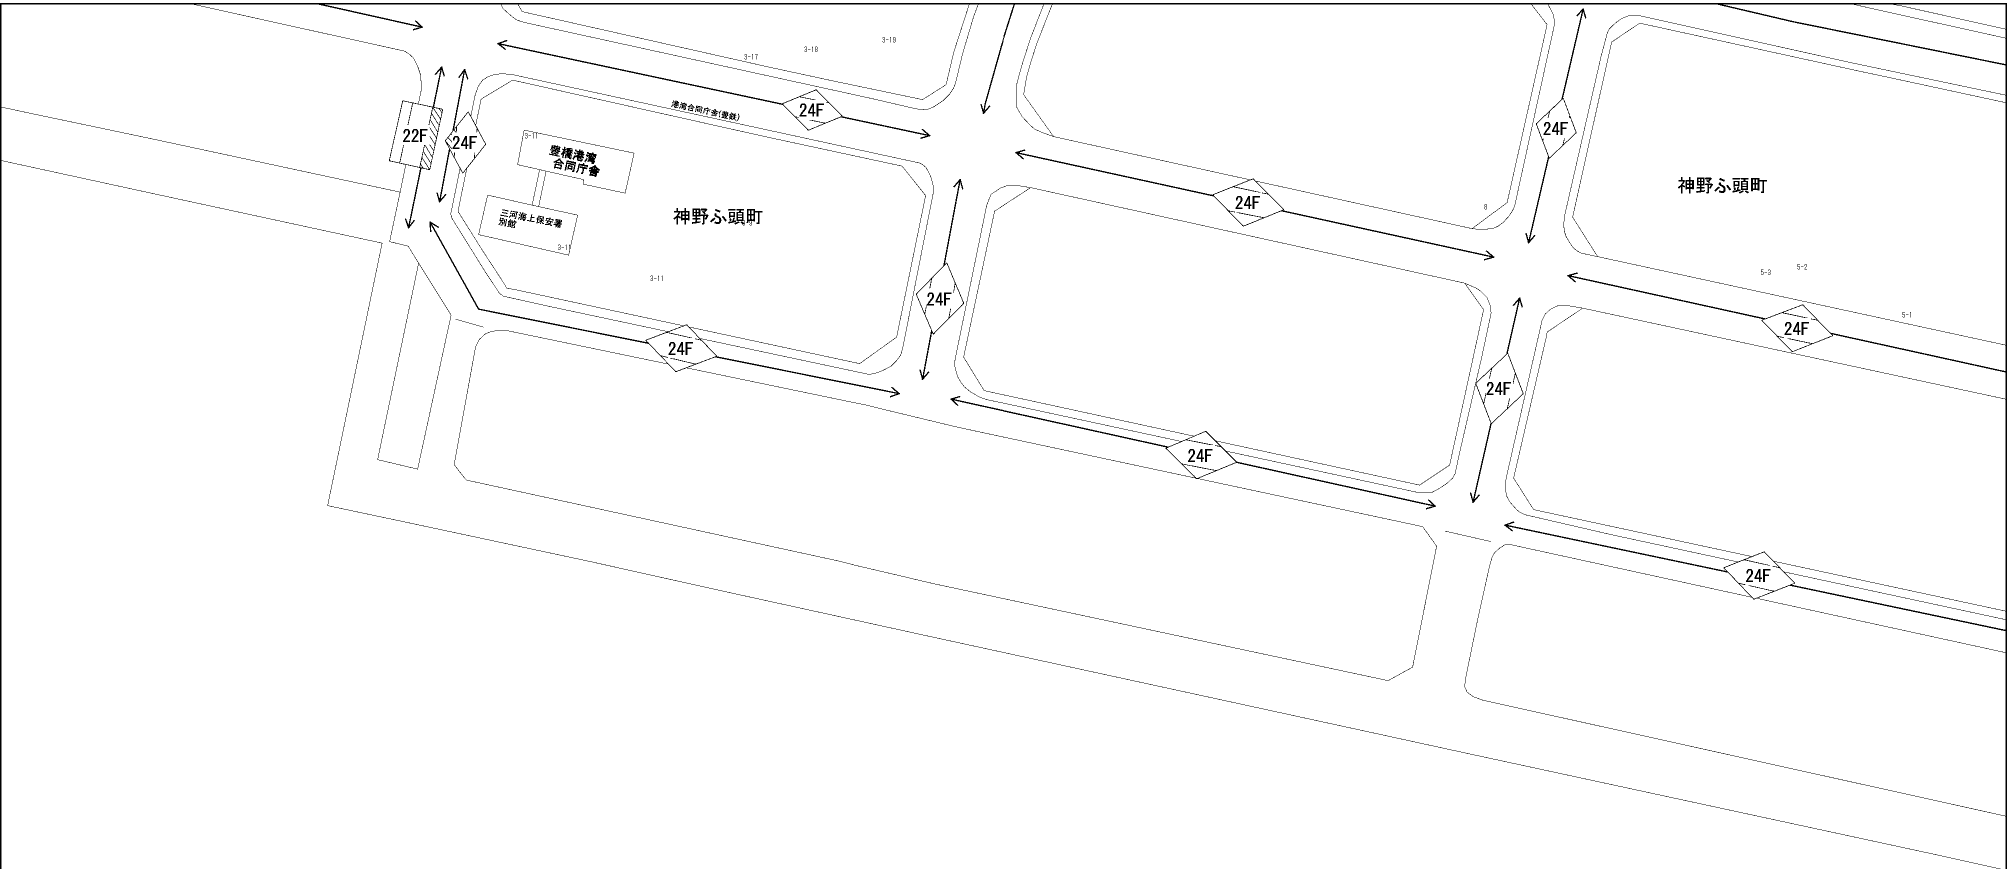 3-19
3-18
3-17
24F
港湾合同庁舎(豊鉄)
24F
22F
24F
3-11
豊橋港湾
合同庁舎
神野ふ頭町
24F
三河海上保安署
別館
神野ふ頭町
8
3-11
3-11
5-2
5-3
24F
5-1
24F
24F
24F
24F
24F